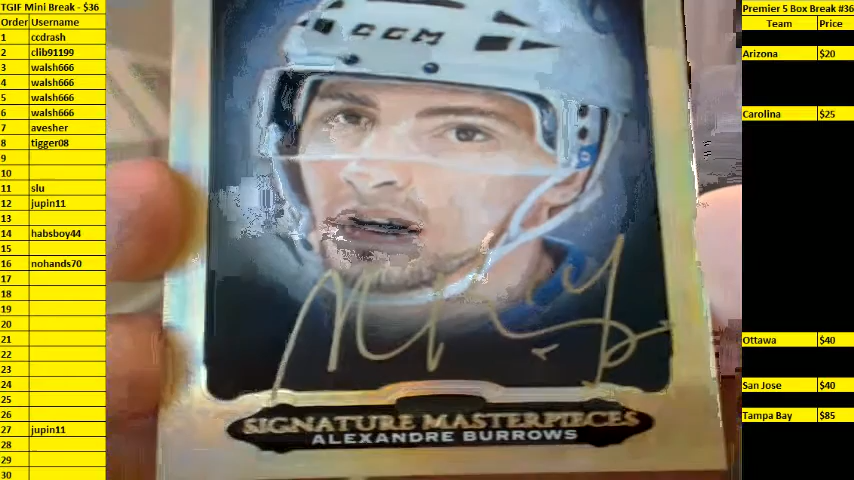 TGIF Mini Break - $36
Order Username
1 ccdrash
2 clib91199
3 walsh666
4 walsh666
5 walsh666
6 walsh666
7 avesher
8 tigger08
9
10
11 slu
12 jupin11
13
14 habsboy44
15
16 nohands70
17
18
19
20
21
22
23
24
25
26
27 jupin11
28
29
30
CCM
SIGNATURE MASTERPIECES
ALEXANDRE BURROWS
Premier 5 Box Break #36
Team Price
Arizona $20
Carolina $25
Ottawa $40
San Jose $40
Tampa Bay $85